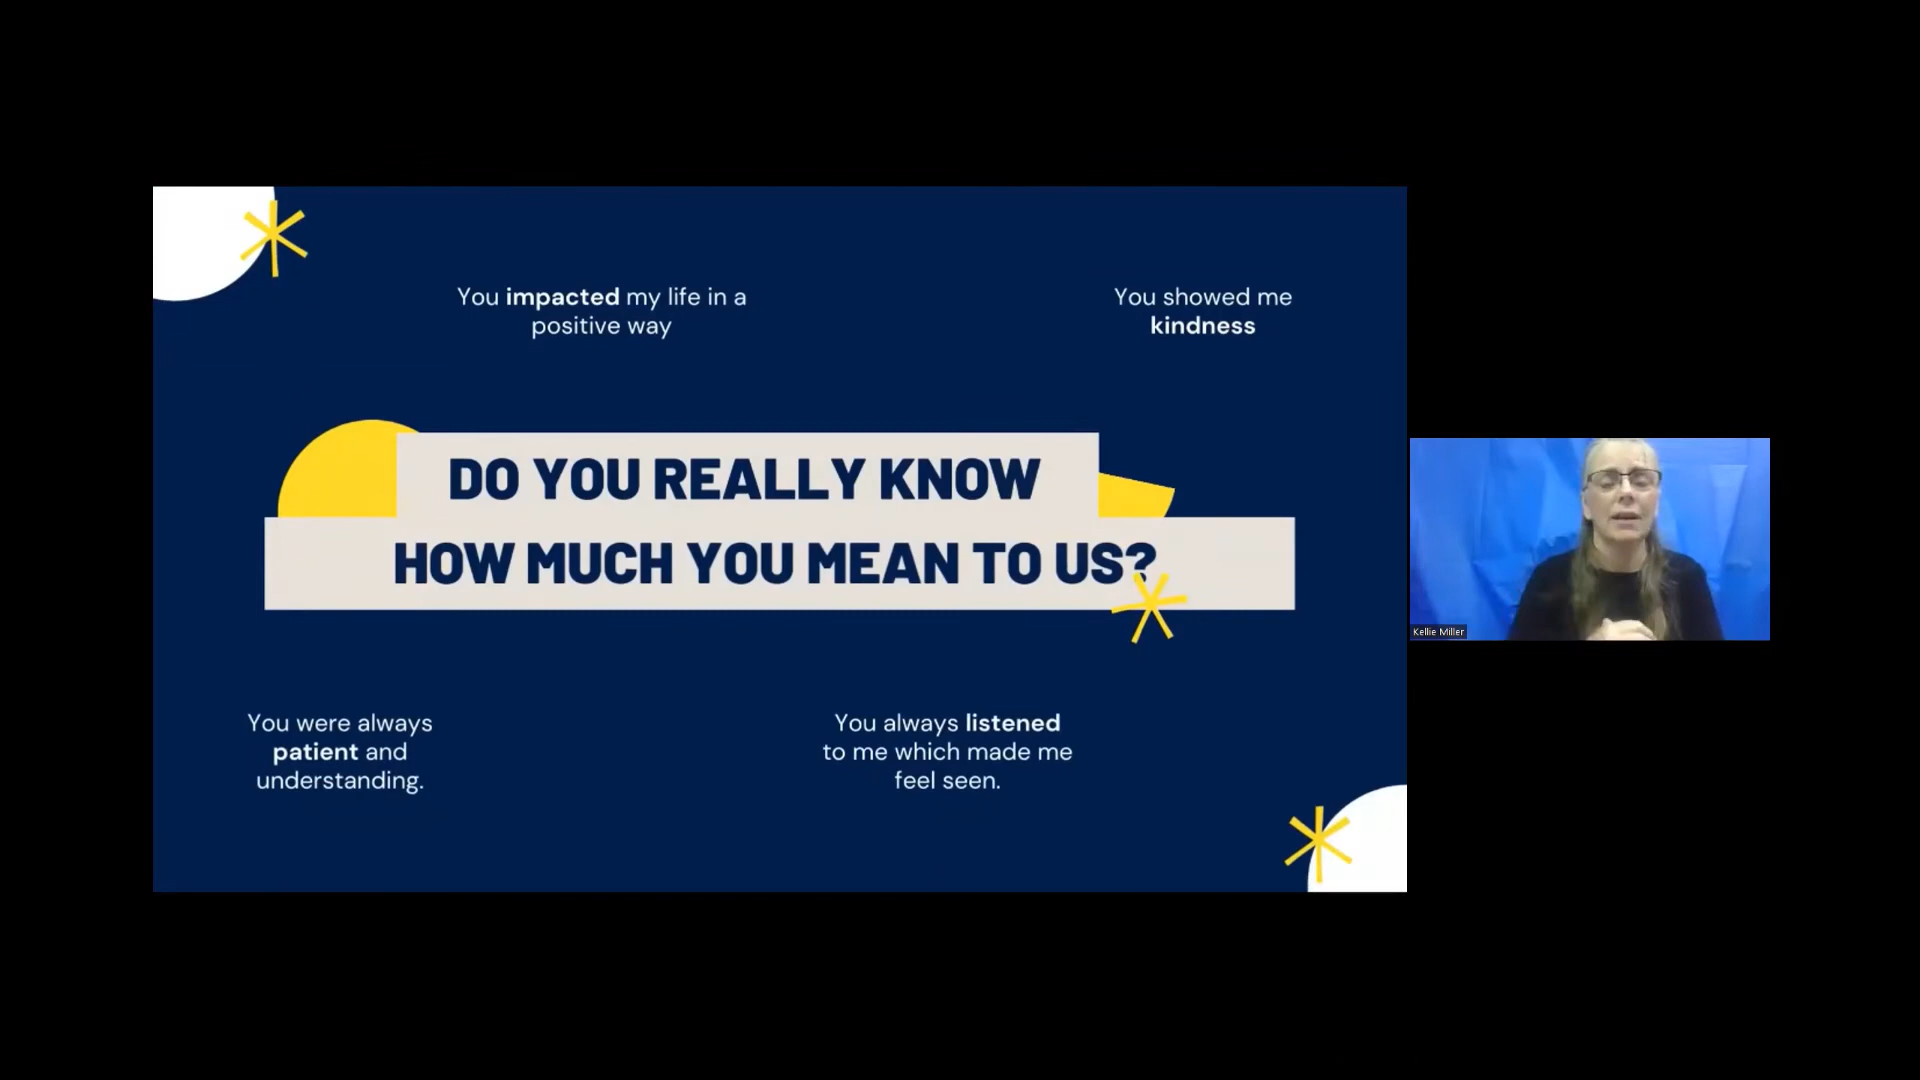 You impacted my life in a
positive way
You showed me
kindness
DO YOU REALLY KNOW
HOW MUCH YOU MEAN TO US?
You were always
patient and
understanding.
You always listened
to me which made me
feel seen.
Kellie Miller